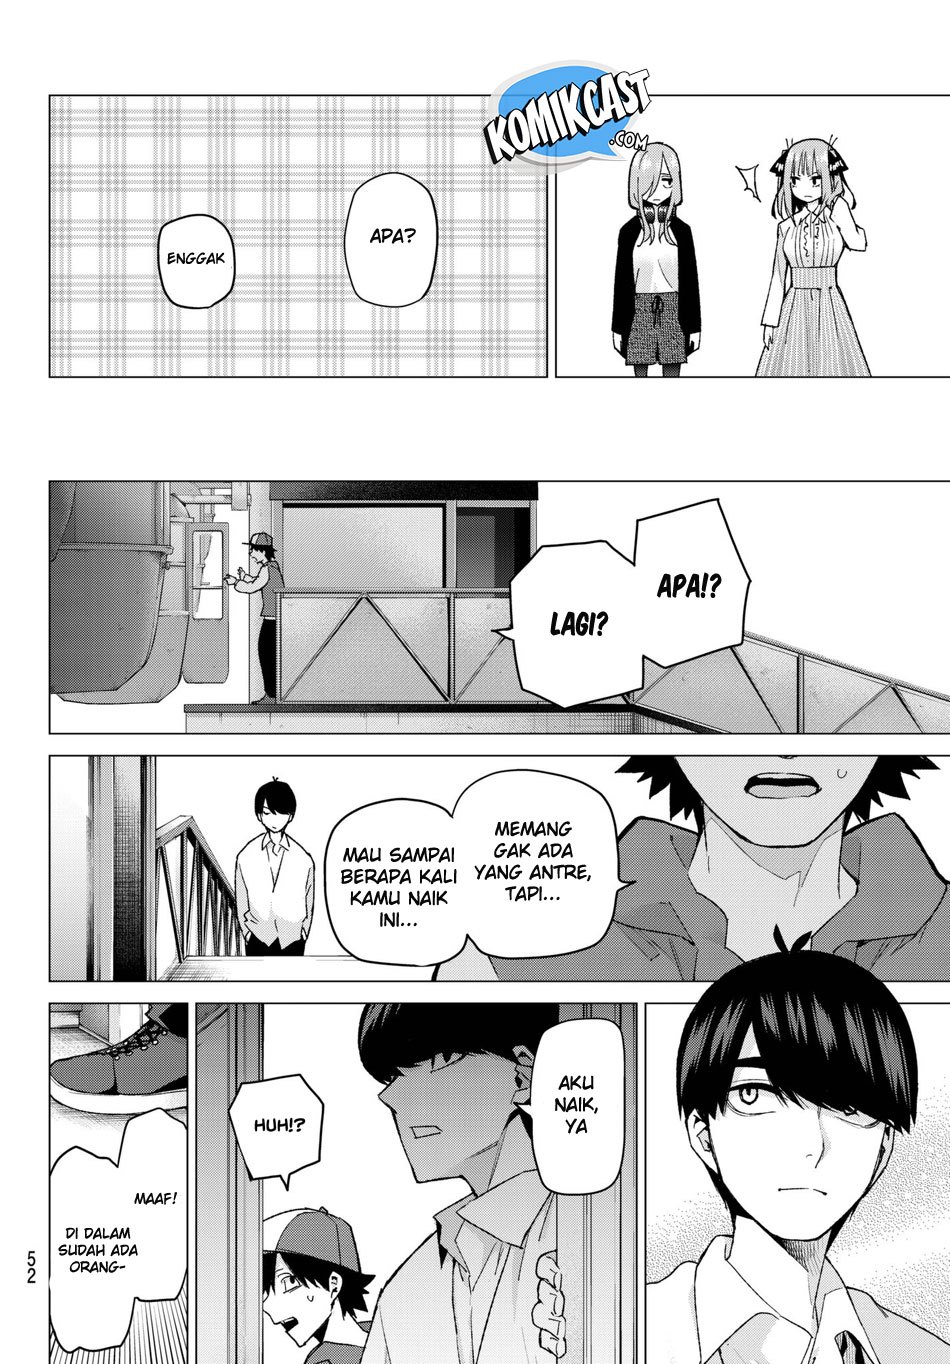 KOMIKCAST
.COM
APA?
ENGGAK
APA!?
LAGI?
MEMANG
GAK ADA
YANG ANTRE,
TAPI...
MAU SAMPAI
BERAPA KALI
KAMU NAIK
INI...
AKU
NAIK,
YA
HUH!?
MAAF!
DI DALAM
SUDAH ADA
ORANG-
52